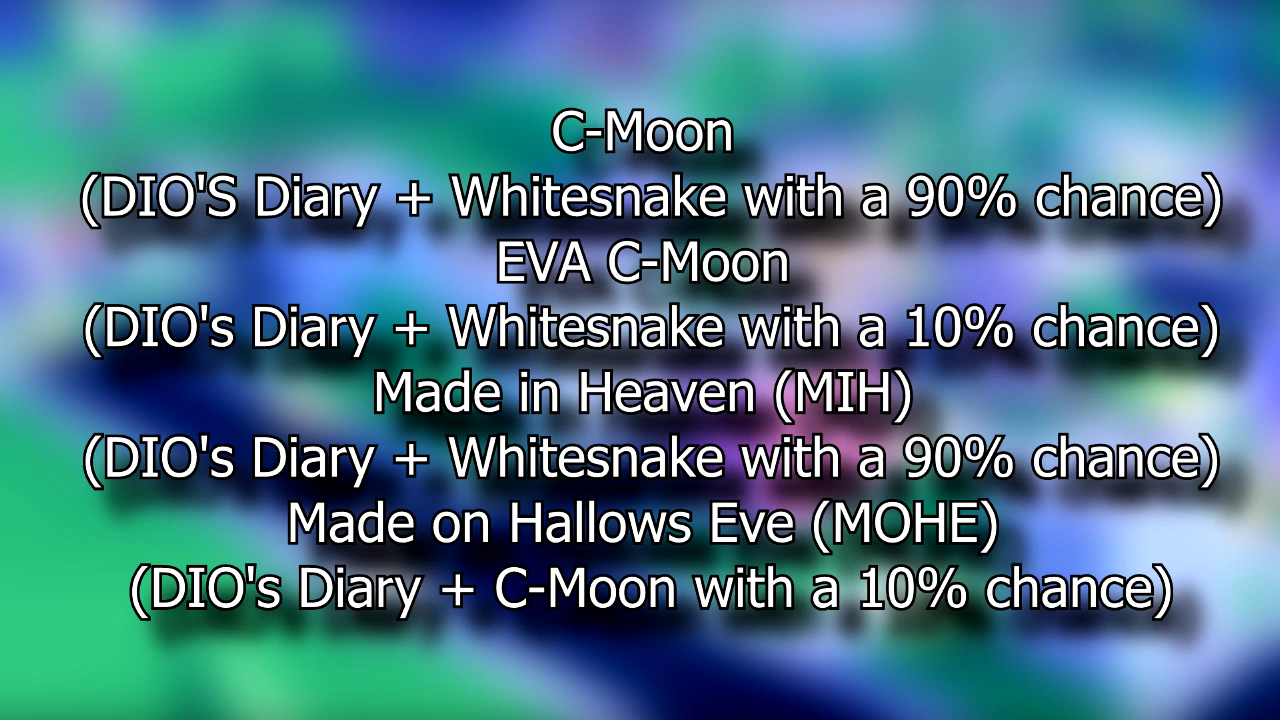 C-Moon
(DIO'S Diary + Whitesnake with a 90% chance)
EVA C-Moon
(DIO's Diary + Whitesnake with a 10% chance)
Made in Heaven (MIH)
(DIO's Diary + Whitesnake with a 90% chance)
Made on Hallows Eve (MOHE)
(DIO's Diary + C-Moon with a 10% chance)